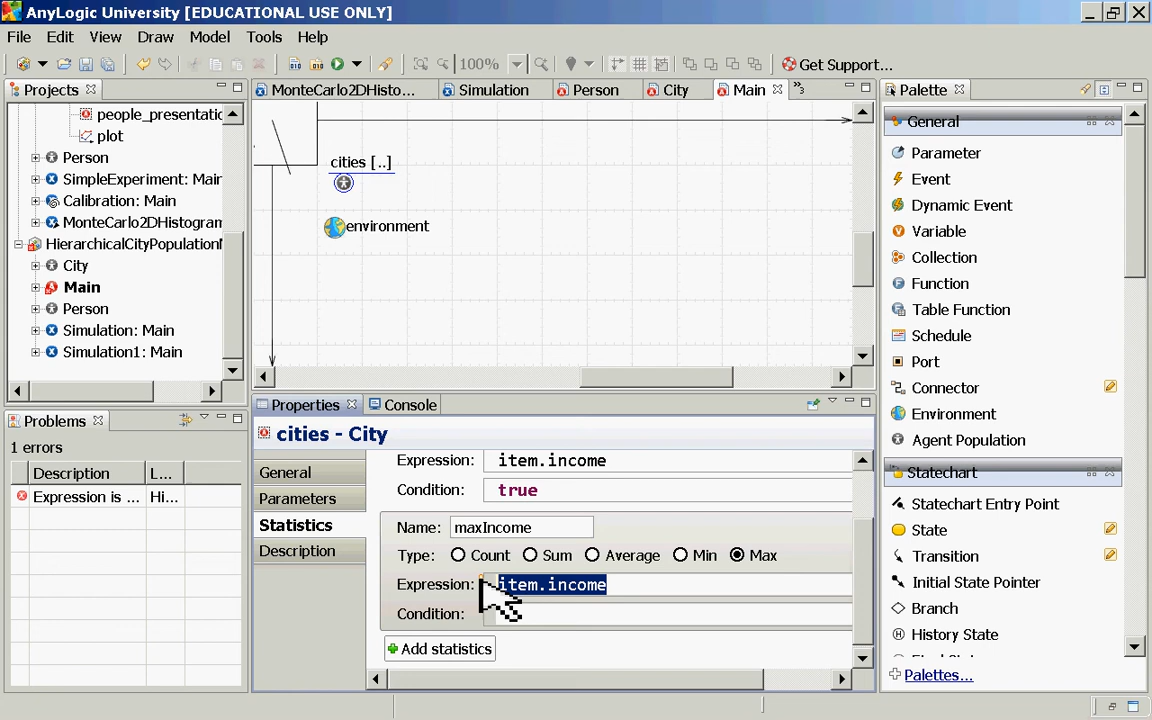 AnyLogic University [EDUCATIONAL USE ONLY]
File Edit View Draw Model Tools Help
100% Get Support...
Projects
people_presentatio
plot
Person
SimpleExperiment: Main
Calibration: Main
MonteCarlo2DHistogram
HierarchicalCityPopulation
City
Main
Person
Simulation: Main
Simulation1: Main
MonteCarlo2DHisto... Simulation Person City Main »3
cities [..]
environment
Palette
General
Parameter
Event
Dynamic Event
Variable
Collection
Function
Table Function
Schedule
Port
Connector
Environment
Agent Population
Statechart
Statechart Entry Point
State
Transition
Initial State Pointer
Branch
History State
Palettes...
Problems
1 errors
Description L...
Expression is ... Hi...
Properties Console
cities - City
General
Parameters
Statistics
Description
Expression: item.income
Condition: true
Name: maxIncome
Type: Count Sum Average Min Max
Expression: item.income
Condition:
Add statistics